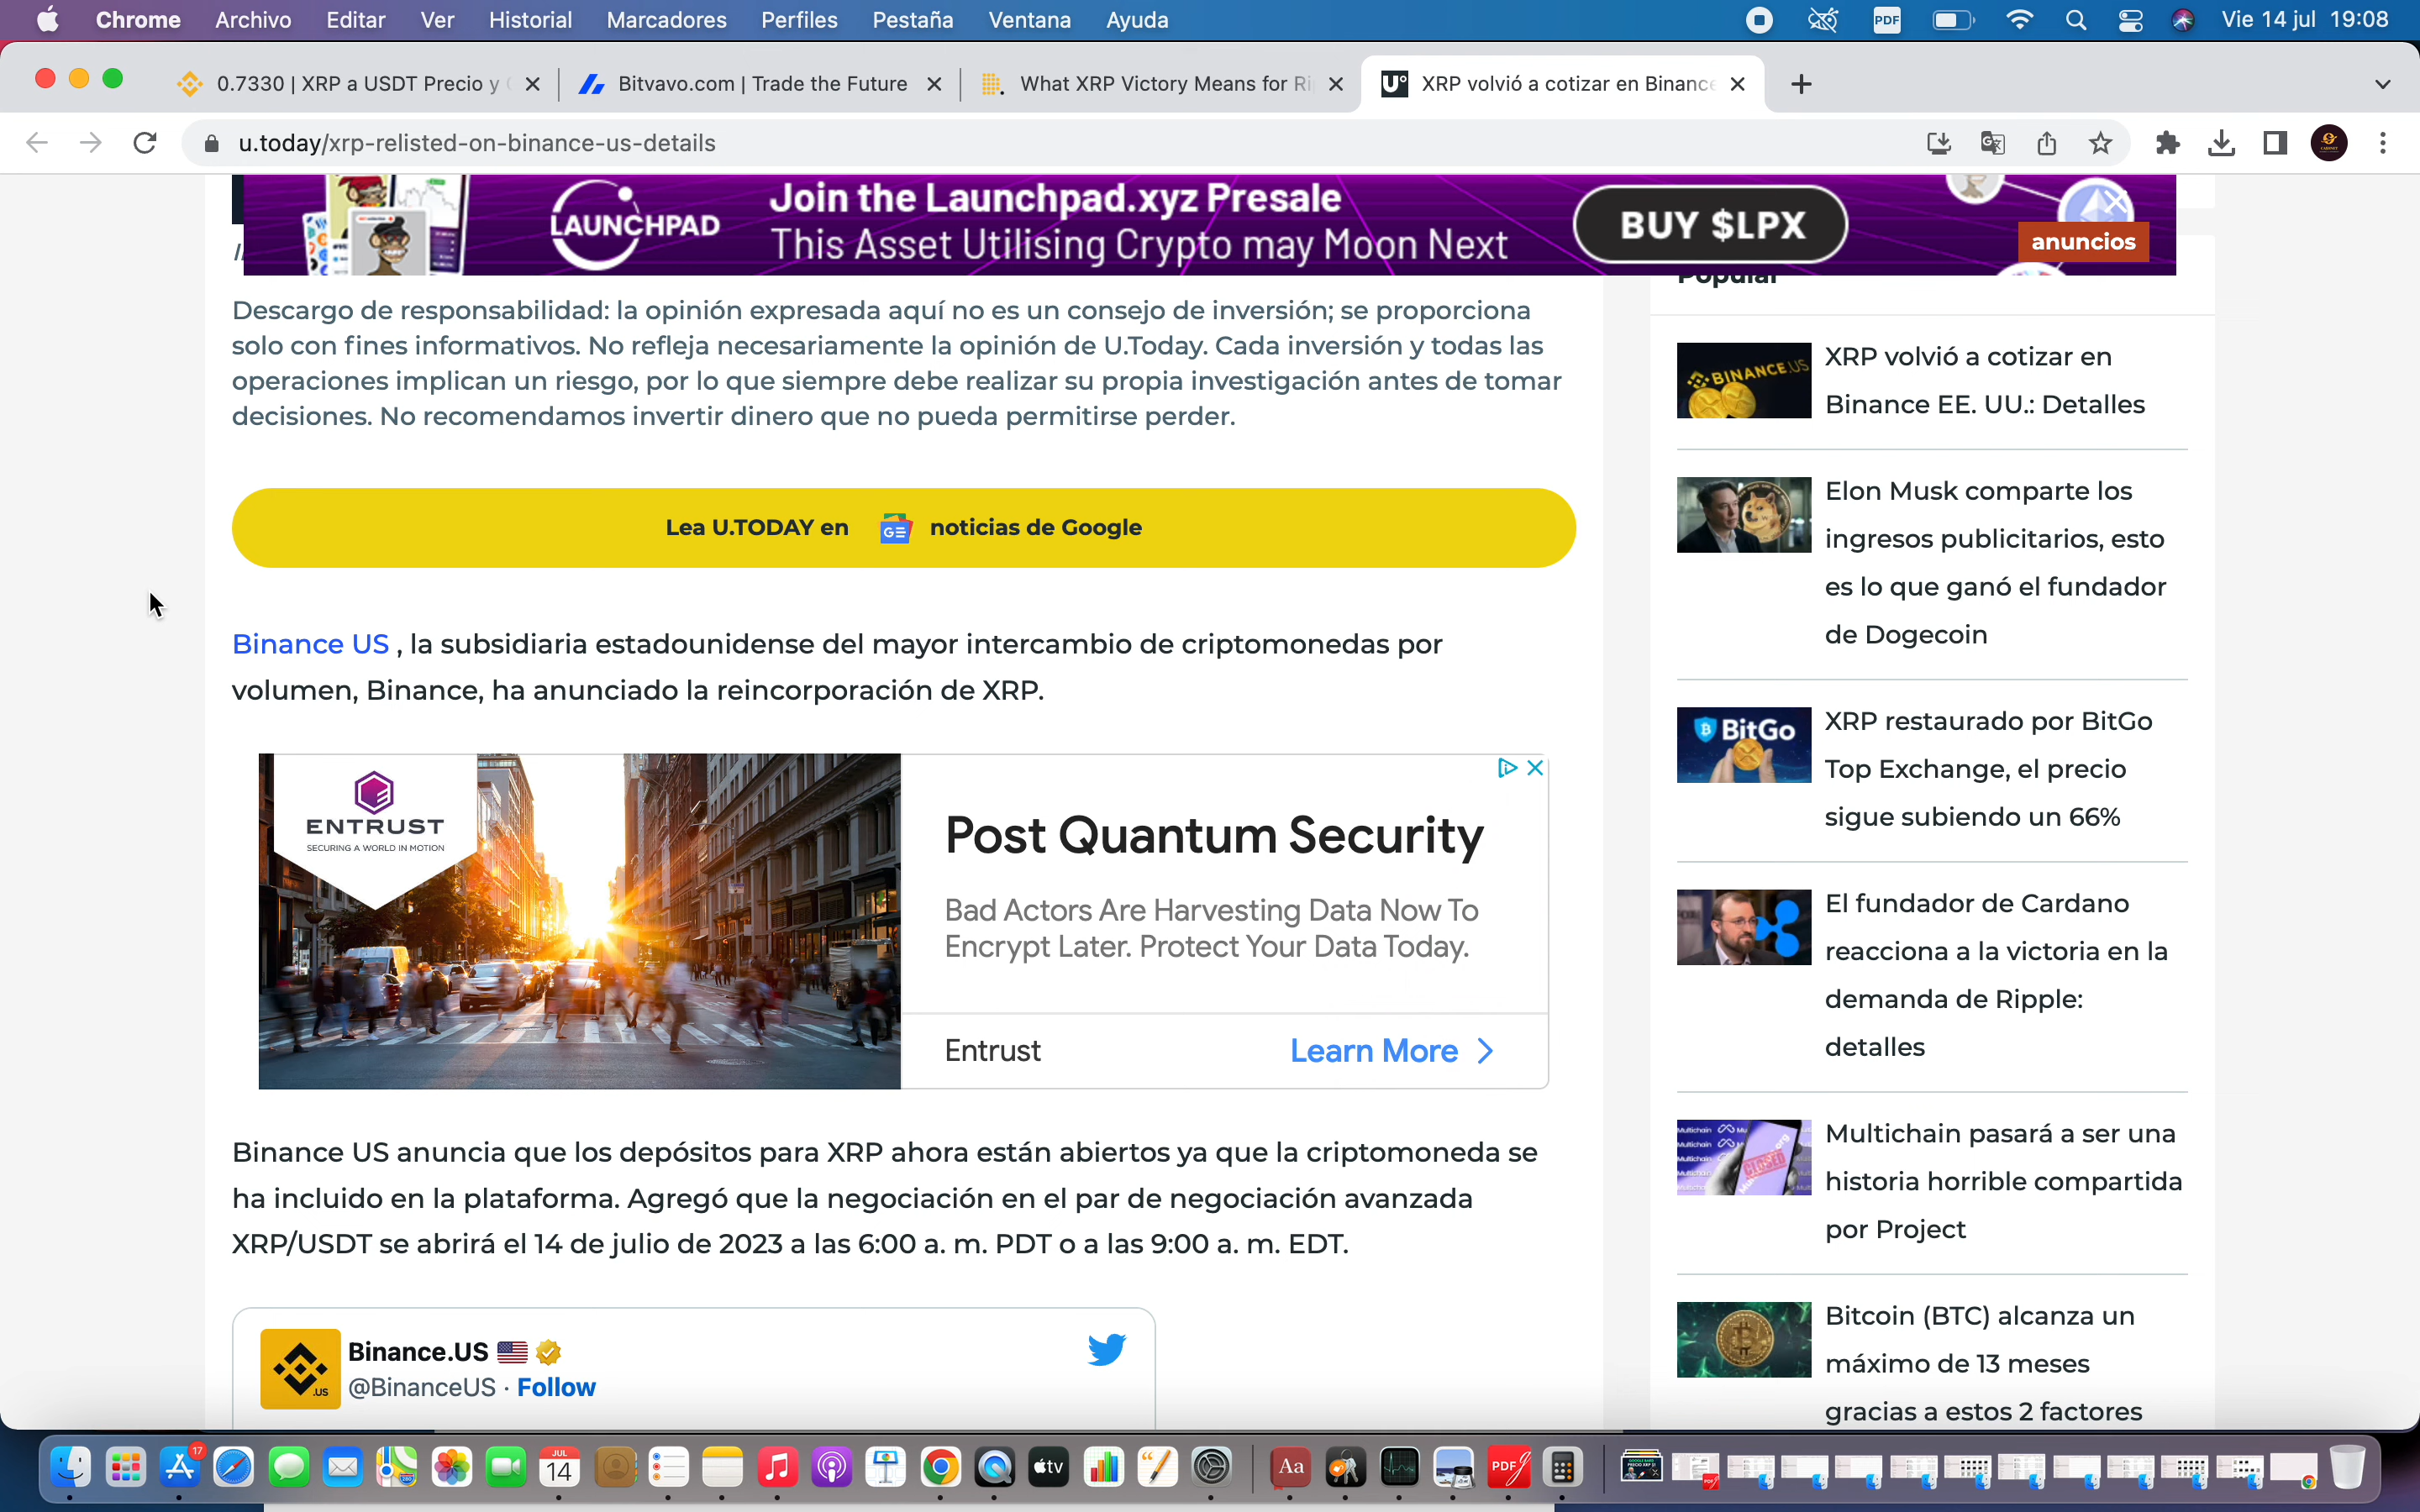 Chrome Archivo Editar Ver Historial Marcadores Perfiles Pestaña Ventana Ayuda
PDF
Vie 14 jul 19:08
0.7330 | XRP a USDT Precio y
Bitvavo.com | Trade the Future
What XRP Victory Means for Ri
XRP volvió a cotizar en Binance
u.today/xrp-relisted-on-binance-us-details
LAUNCHPAD
Join the Launchpad.xyz Presale
This Asset Utilising Crypto may Moon Next
BUY $LPX
anuncios
Descargo de responsabilidad: la opinión expresada aquí no es un consejo de inversión; se proporciona
solo con fines informativos. No refleja necesariamente la opinión de U.Today. Cada inversión y todas las
operaciones implican un riesgo, por lo que siempre debe realizar su propia investigación antes de tomar
decisiones. No recomendamos invertir dinero que no pueda permitirse perder.
Lea U.TODAY en noticias de Google
Binance US , la subsidiaria estadounidense del mayor intercambio de criptomonedas por
volumen, Binance, ha anunciado la reincorporación de XRP.
ENTRUST
SECURING A WORLD IN MOTION
Post Quantum Security
Bad Actors Are Harvesting Data Now To
Encrypt Later. Protect Your Data Today.
Entrust
Learn More
Binance US anuncia que los depósitos para XRP ahora están abiertos ya que la criptomoneda se
ha incluido en la plataforma. Agregó que la negociación en el par de negociación avanzada
XRP/USDT se abrirá el 14 de julio de 2023 a las 6:00 a. m. PDT o a las 9:00 a. m. EDT.
.US
Binance.US
@BinanceUS · Follow
Popular
BINANCE.US
XRP volvió a cotizar en
Binance EE. UU.: Detalles
Elon Musk comparte los
ingresos publicitarios, esto
es lo que ganó el fundador
de Dogecoin
BitGo
XRP restaurado por BitGo
Top Exchange, el precio
sigue subiendo un 66%
El fundador de Cardano
reacciona a la victoria en la
demanda de Ripple:
detalles
CLOSED
Multichain pasará a ser una
historia horrible compartida
por Project
Bitcoin (BTC) alcanza un
máximo de 13 meses
gracias a estos 2 factores
17
JUL
14
tv
Aa
PDF